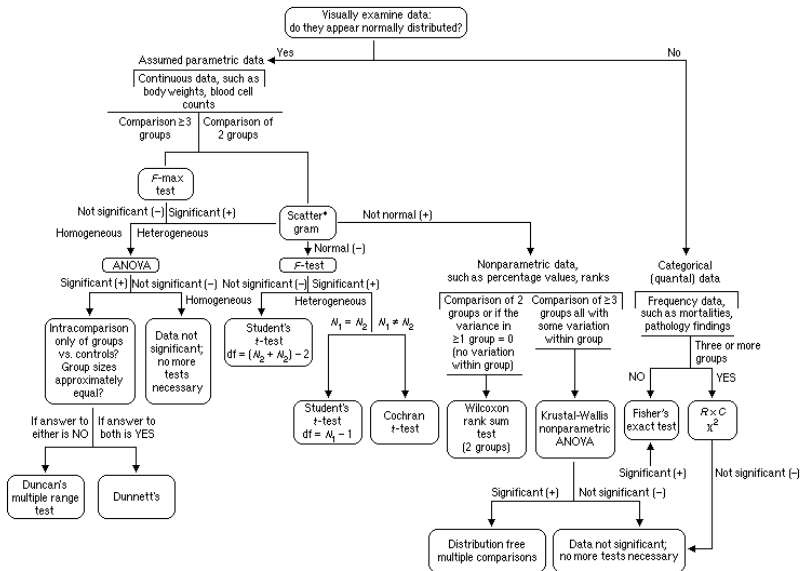 Visually examine data:
do they appear normally distributed?
Yes
No
Assumed parametric data
Continuous data, such as
body weights, blood cell
counts
Comparison ≥3
groups
Comparison of
2 groups
F-max
test
Not significant (–)
Significant (+)
Homogeneous
Heterogeneous
Scatter*
gram
Not normal (+)
Normal (–)
ANOYA
F-test
Significant (+)
Not significant (–)
Homogeneous
Not significant (–)
Significant (+)
Heterogeneous
Nonparametric data,
such as percentage values, ranks
Categorical
(quantal) data
Intracomparison
only of groups
vs. controls?
Group sizes
approximately
equal?
Data not
significant;
no more
tests
necessary
Student's
t-test
df = (N₂ + N₂) – 2
N₁ = N₂
N₁ ≠ N₂
Comparison of 2
groups or if the
variance in
≥1 group = 0
(no variation
within group)
Comparison of ≥3
groups all with
some variation
within group
Frequency data,
such as mortalities,
pathology findings
Three or more
groups
NO
YES
Student's
t-test
df = N₁ – 1
Cochran
t-test
Wilcoxon
rank sum
test
(2 groups)
Krustal-Wallis
nonparametric
ANOYA
Fisher's
exact test
R×C
χ²
If answer to
either is NO
If answer to
both is YES
Duncan's
multiple range
test
Dunnett's
Significant (+)
Not significant (–)
Significant (+)
Not significant (–)
Distribution free
multiple comparisons
Data not significant;
no more tests necessary